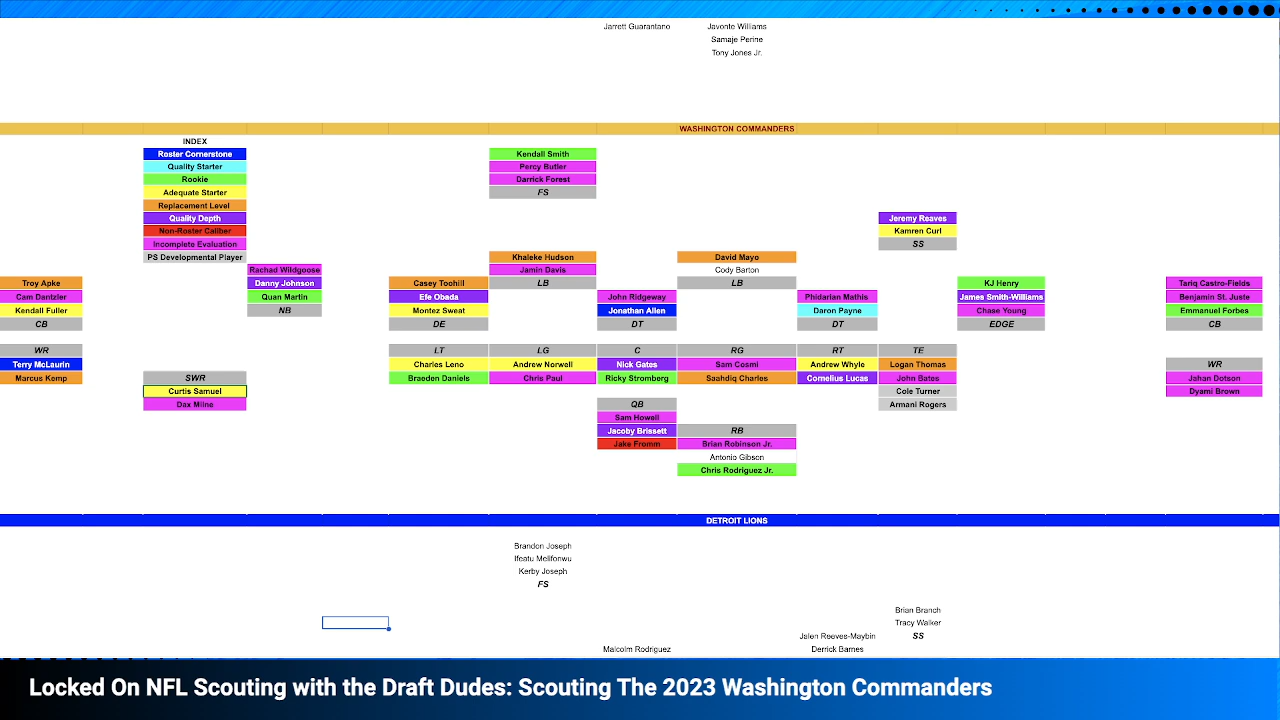 Jarrett Guarantano Javonte Williams
Samaje Perine
Tony Jones Jr.
WASHINGTON COMMANDERS
INDEX
Roster Cornerstone Kendall Smith
Quality Starter Percy Butler
Rookie Darrick Forest
Adequate Starter FS
Replacement Level
Quality Depth Jeremy Reaves
Non-Roster Caliber Kamren Curl
Incomplete Evaluation SS
PS Developmental Player Khaleke Hudson David Mayo
Rachad Wildgoose Jamin Davis Cody Barton
Troy Apke Danny Johnson Casey Toohill LB LB KJ Henry Tariq Castro-Fields
Cam Dantzler Quan Martin Efe Obada John Ridgeway Phidarian Mathis James Smith-Williams Benjamin St. Juste
Kendall Fuller NB Montez Sweat Jonathan Allen Daron Payne Chase Young Emmanuel Forbes
CB DE DT DT EDGE CB
WR LT LG C RG RT TE
Terry McLaurin Charles Leno Andrew Norwell Nick Gates Sam Cosmi Andrew Whyle Logan Thomas WR
Marcus Kemp SWR Braeden Daniels Chris Paul Ricky Stromberg Saahdiq Charles Cornelius Lucas John Bates Jahan Dotson
Curtis Samuel Cole Turner Dyami Brown
Dax Milne QB Armani Rogers
Sam Howell
Jacoby Brissett RB
Jake Fromm Brian Robinson Jr.
Antonio Gibson
Chris Rodriguez Jr.
DETROIT LIONS
Brandon Joseph
Ifeatu Melifonwu
Kerby Joseph
FS
Brian Branch
Tracy Walker
Jalen Reeves-Maybin SS
Malcolm Rodriguez Derrick Barnes
Locked On NFL Scouting with the Draft Dudes: Scouting The 2023 Washington Commanders